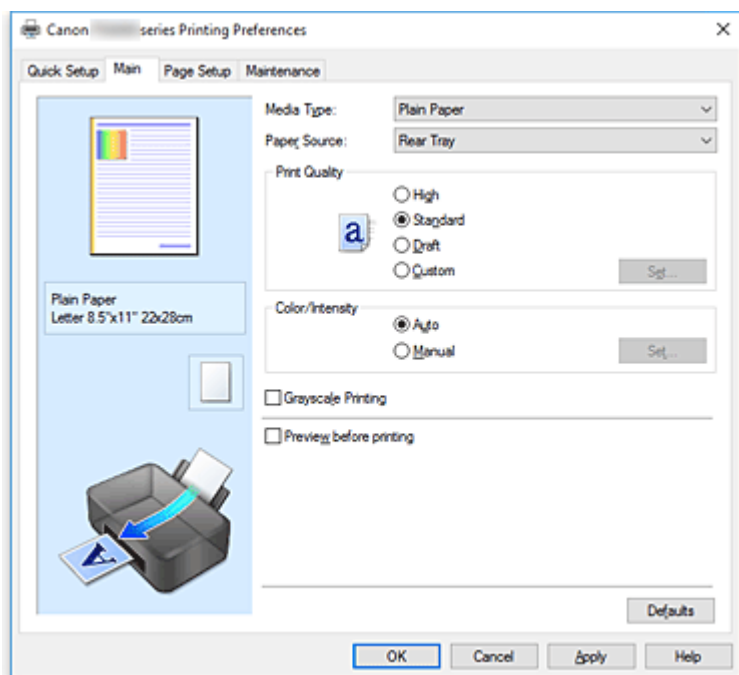 Canon series Printing Preferences
Quick Setup Main Page Setup Maintenance
Media Type: Plain Paper
Paper Source: Rear Tray
Print Quality
High
a Standard
Draft
Custom Set...
Plain Paper
Letter 8.5"x11" 22x28cm
Color/Intensity
Auto
Manual Set...
Grayscale Printing
Preview before printing
A
Defaults
OK Cancel Apply Help